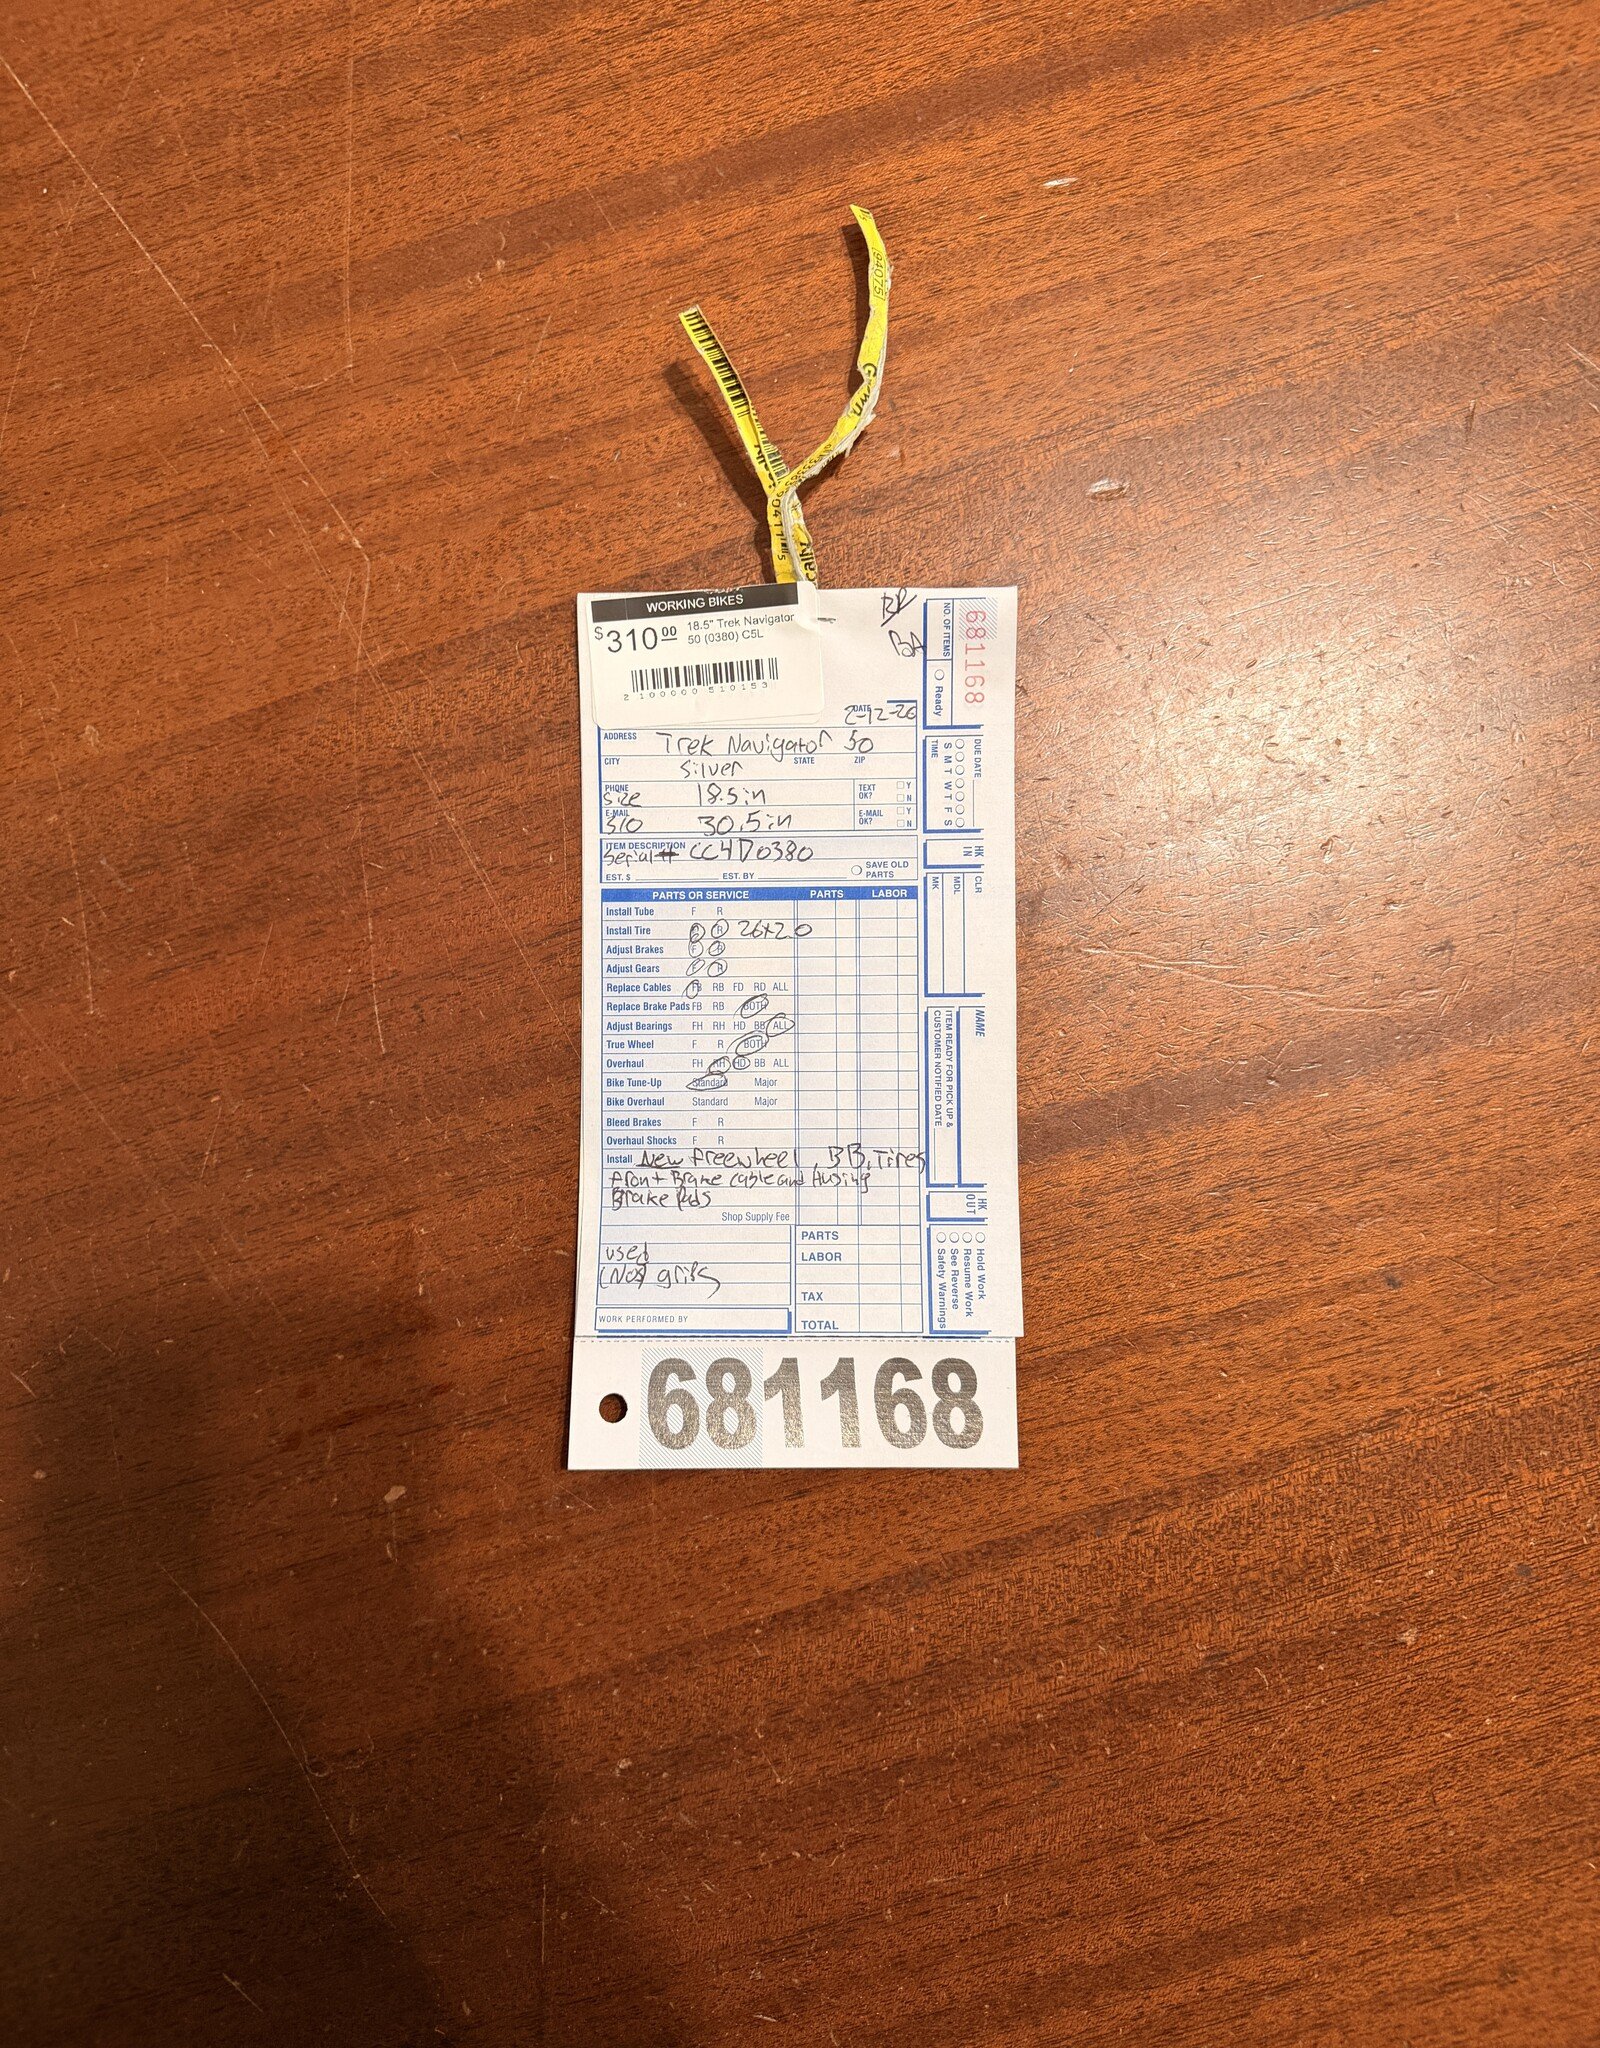 94075
Grown
WORKING BIKES
$310.00 18.5" Trek Navigator
50 (0380) C5L
2 100000 510153
BA
DATE 2-12-26
ADDRESS Trek Navigator 50
CITY Silver STATE ZIP
PHONE Size 18.5in TEXT OK? Y N
E-MAIL S/O 30.5in E-MAIL OK? Y N
ITEM DESCRIPTION
Serial# CC4D0380
EST. $ EST. BY SAVE OLD PARTS
PARTS OR SERVICE PARTS LABOR
Install Tube F R
Install Tire F R 26x2.0
Adjust Brakes F R
Adjust Gears F R
Replace Cables FB RB FD RD ALL
Replace Brake Pads FB RB BOTH
Adjust Bearings FH RH HD BB ALL
True Wheel F R BOTH
Overhaul FH RH HD BB ALL
Bike Tune-Up Standard Major
Bike Overhaul Standard Major
Bleed Brakes F R
Overhaul Shocks F R
Install New freewheel, BB, Tires
front Brake cable and Husing
Brake Pads
Shop Supply Fee
used
grips
WORK PERFORMED BY
PARTS
LABOR
TAX
TOTAL
681168
NO. OF ITEMS
Ready
DUE DATE
S M T W T F S
TIME
HK IN
CLR
MDL
MK
NAME
ITEM READY FOR PICK UP &
CUSTOMER NOTIFIED DATE
HK OUT
Hold Work
Resume Work
See Reverse
Safety Warnings
681168